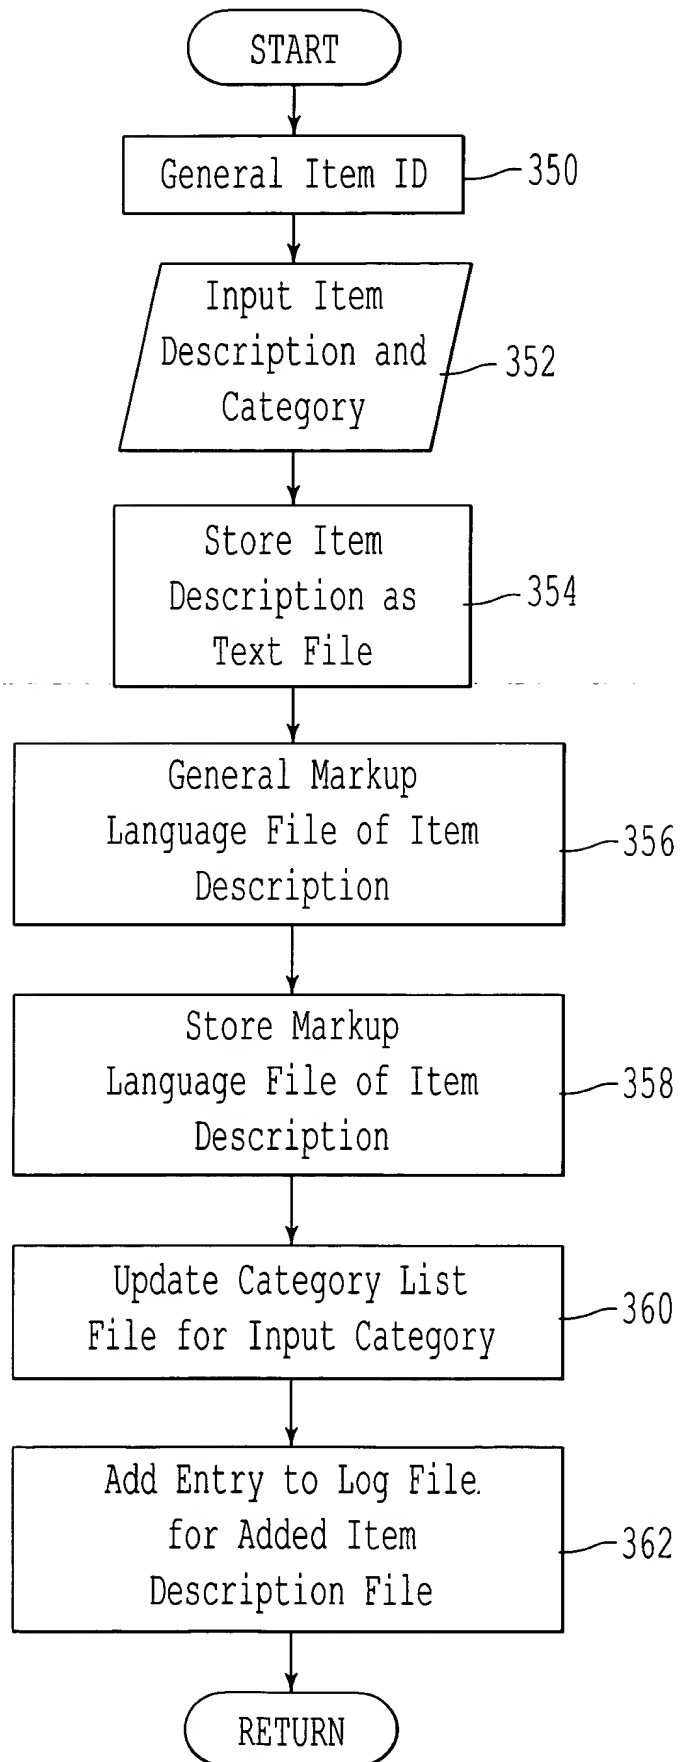 START
General Item ID
350
Input Item
Description and
Category
352
Store Item
Description as
Text File
354
General Markup
Language File of Item
Description
356
Store Markup
Language File of Item
Description
358
Update Category List
File for Input Category
360
Add Entry to Log File
for Added Item
Description File
362
RETURN